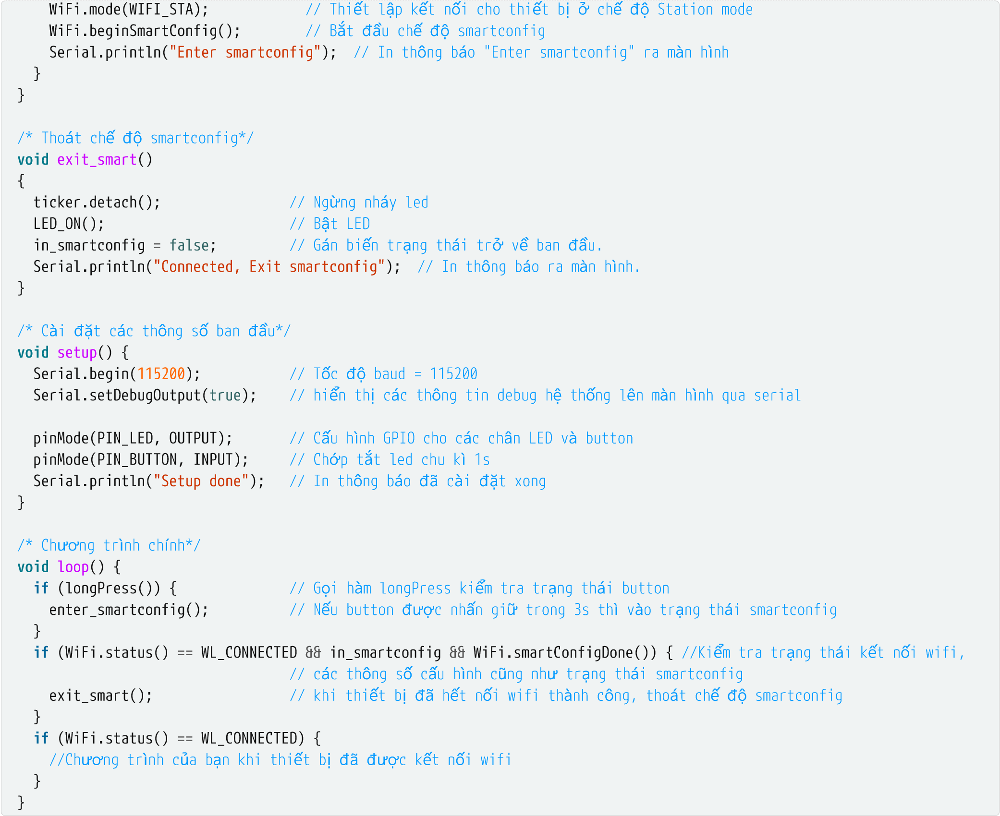 WiFi.mode(WIFI_STA);            // Thiết lập kết nối cho thiết bị ở chế độ Station mode
    WiFi.beginSmartConfig();        // Bắt đầu chế độ smartconfig
    Serial.println("Enter smartconfig");  // In thông báo "Enter smartconfig" ra màn hình
  }
}

/* Thoát chế độ smartconfig*/
void exit_smart()
{
  ticker.detach();                // Ngừng nháy led
  LED_ON();                       // Bật LED
  in_smartconfig = false;         // Gán biến trạng thái trở về ban đầu.
  Serial.println("Connected, Exit smartconfig");  // In thông báo ra màn hình.
}

/* Cài đặt các thông số ban đầu*/
void setup() {
  Serial.begin(115200);           // Tốc độ baud = 115200
  Serial.setDebugOutput(true);    // hiển thị các thông tin debug hệ thống lên màn hình qua serial

  pinMode(PIN_LED, OUTPUT);       // Cấu hình GPIO cho các chân LED và button
  pinMode(PIN_BUTTON, INPUT);     // Chớp tắt led chu kì 1s
  Serial.println("Setup done");   // In thông báo đã cài đặt xong
}

/* Chương trình chính*/
void loop() {
  if (longPress()) {              // Gọi hàm longPress kiểm tra trạng thái button
    enter_smartconfig();          // Nếu button được nhấn giữ trong 3s thì vào trạng thái smartconfig
  }
  if (WiFi.status() == WL_CONNECTED && in_smartconfig && WiFi.smartConfigDone()) { //Kiểm tra trạng thái kết nối wifi,
                                  // các thông số cấu hình cũng như trạng thái smartconfig
    exit_smart();                 // khi thiết bị đã hết nối wifi thành công, thoát chế độ smartconfig
  }
  if (WiFi.status() == WL_CONNECTED) {
    //Chương trình của bạn khi thiết bị đã được kết nối wifi
  }
}